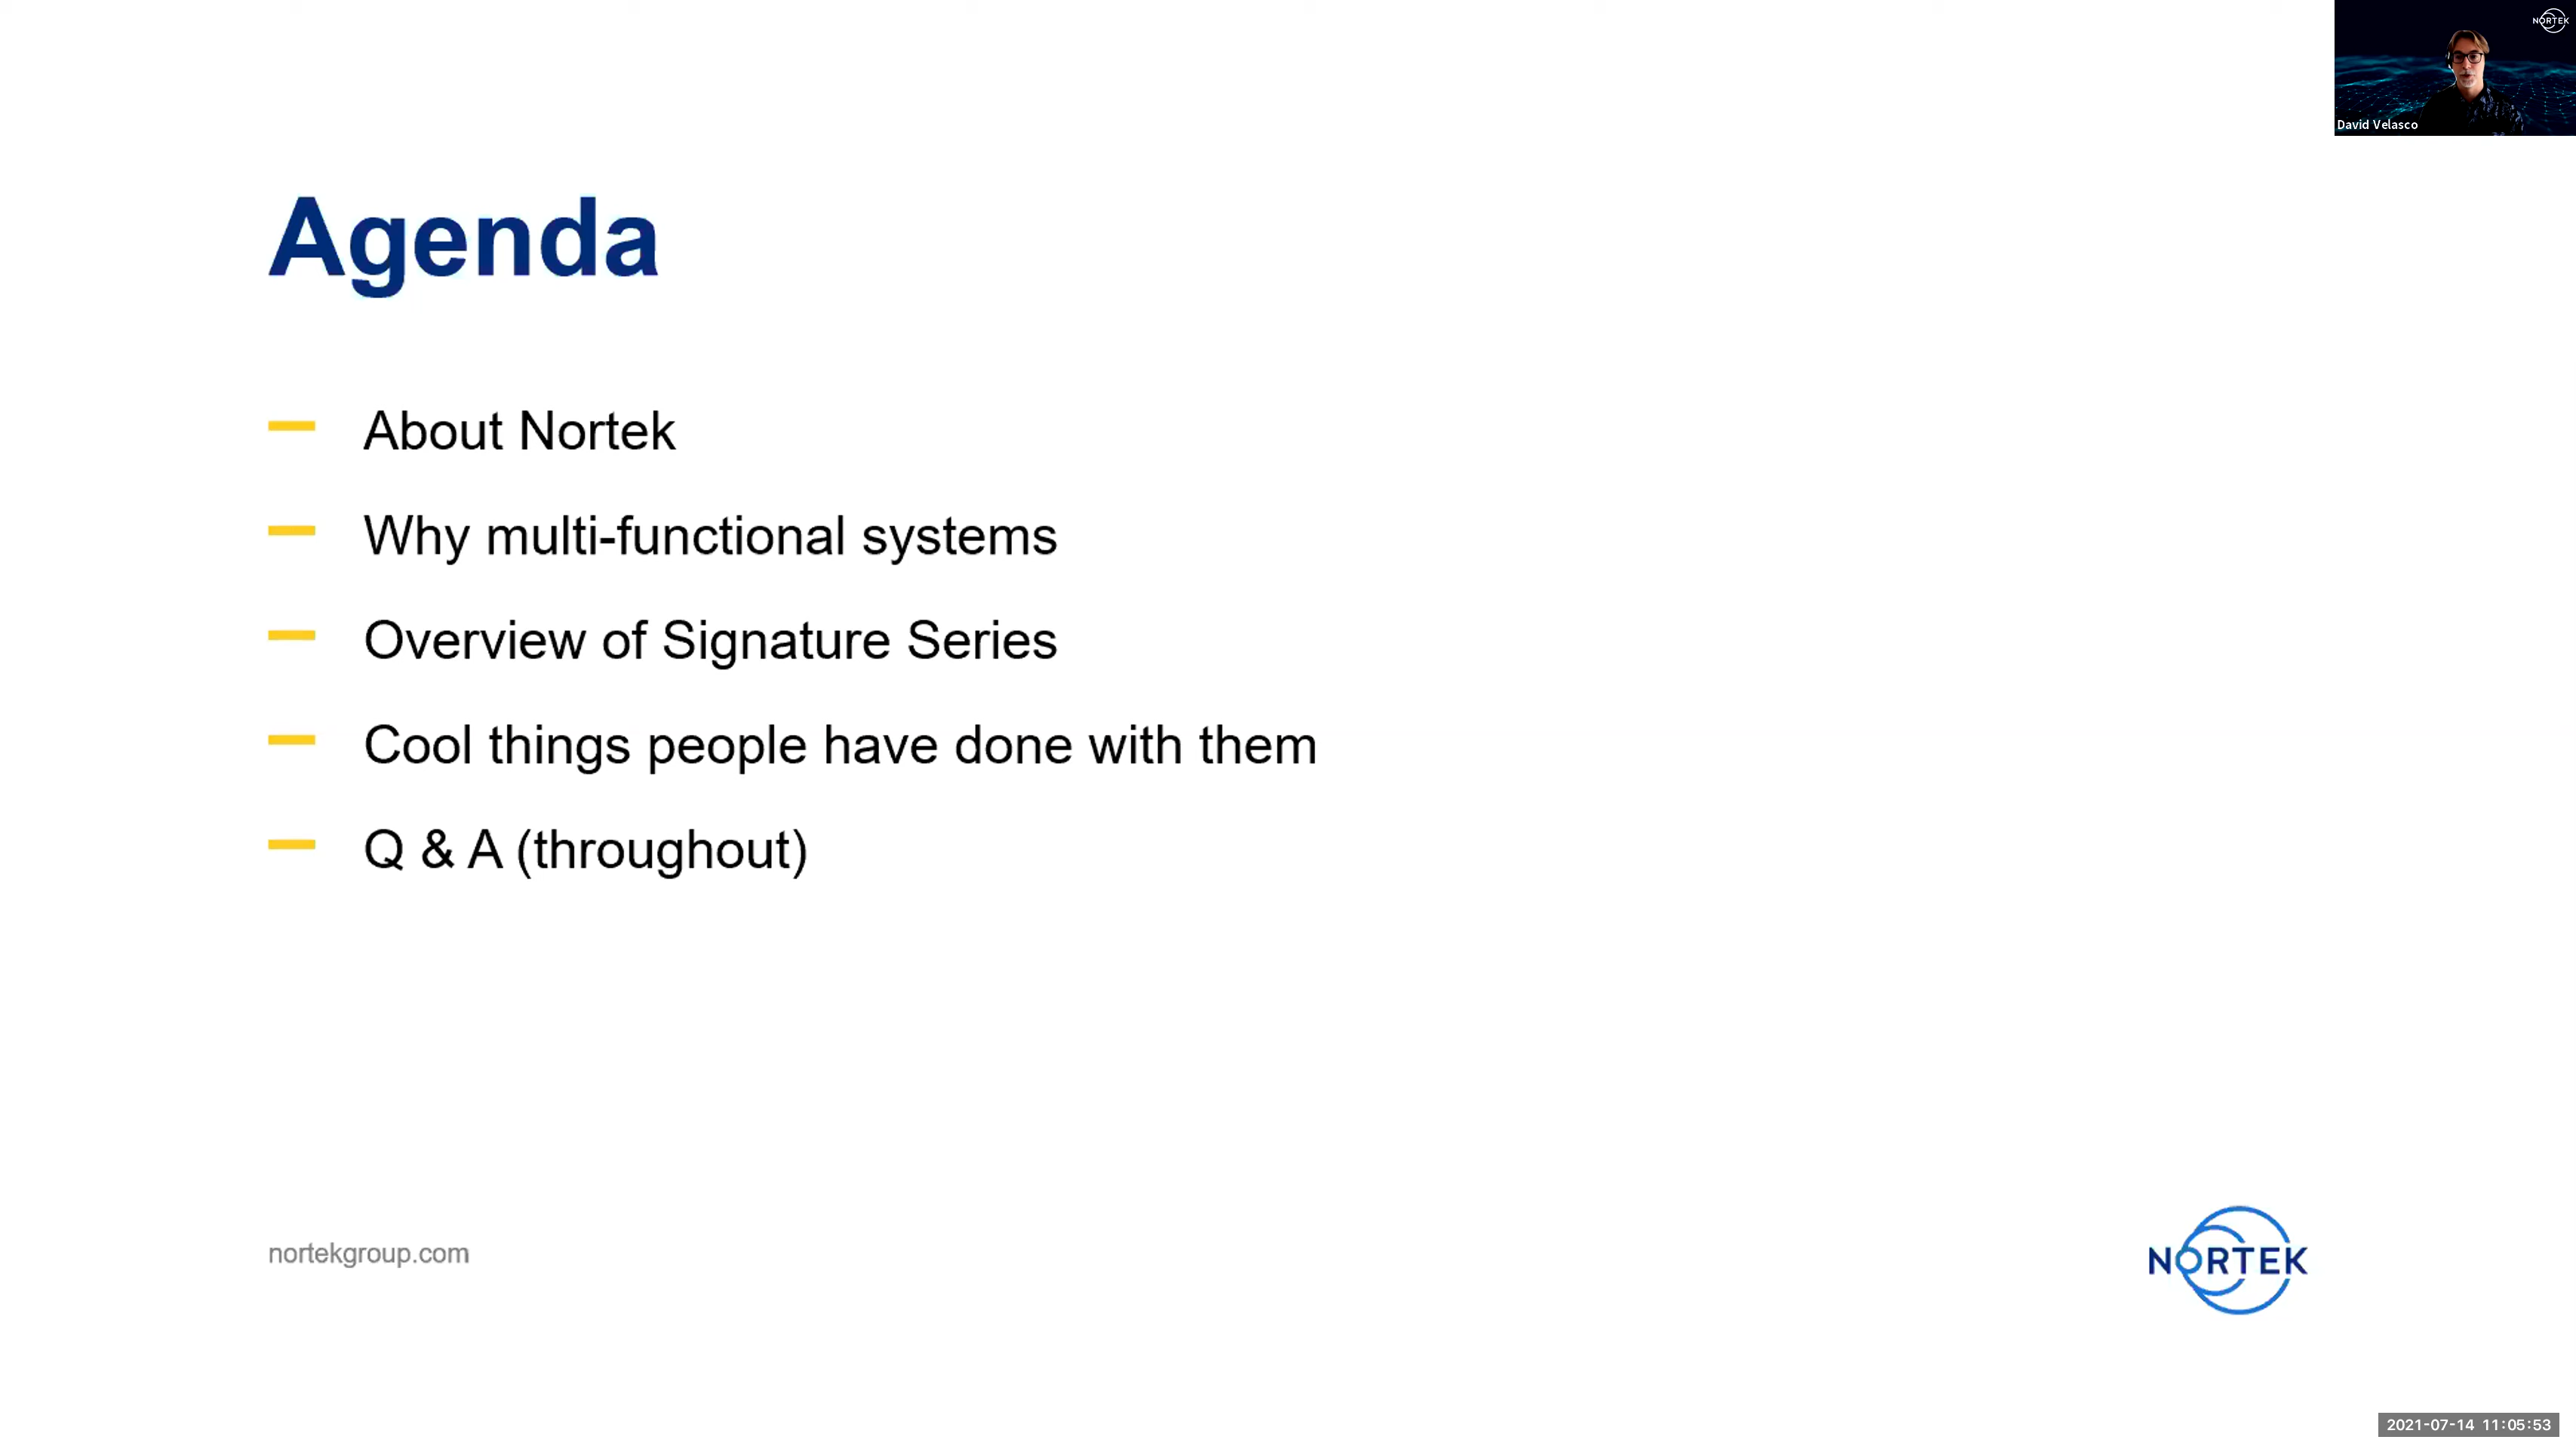 NORTEK
David Velasco
Agenda
About Nortek
Why multi-functional systems
Overview of Signature Series
Cool things people have done with them
Q & A (throughout)
nortekgroup.com
NORTEK
2021-07-14 11:05:53